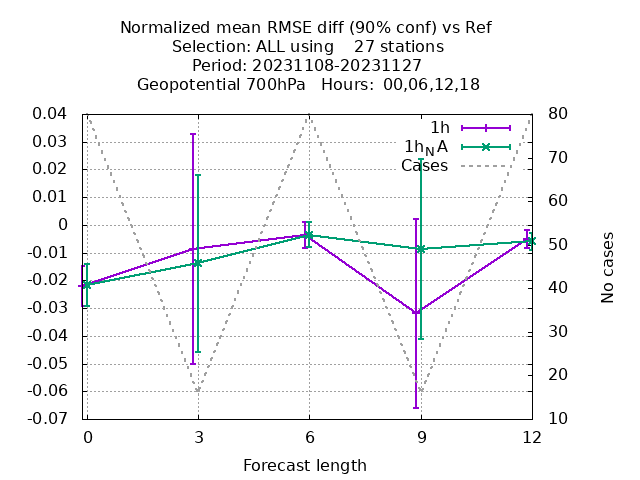 Normalized mean RMSE diff (90% conf) vs Ref
Selection: ALL using    27 stations
Period: 20231108-20231127
Geopotential 700hPa   Hours:  00,06,12,18
0.04
0.03
0.02
0.01
0
-0.01
-0.02
-0.03
-0.04
-0.05
-0.06
-0.07
80
70
60
50
40
30
20
10
1h
1h_NA
Cases
No cases
0 3 6 9 12
Forecast length